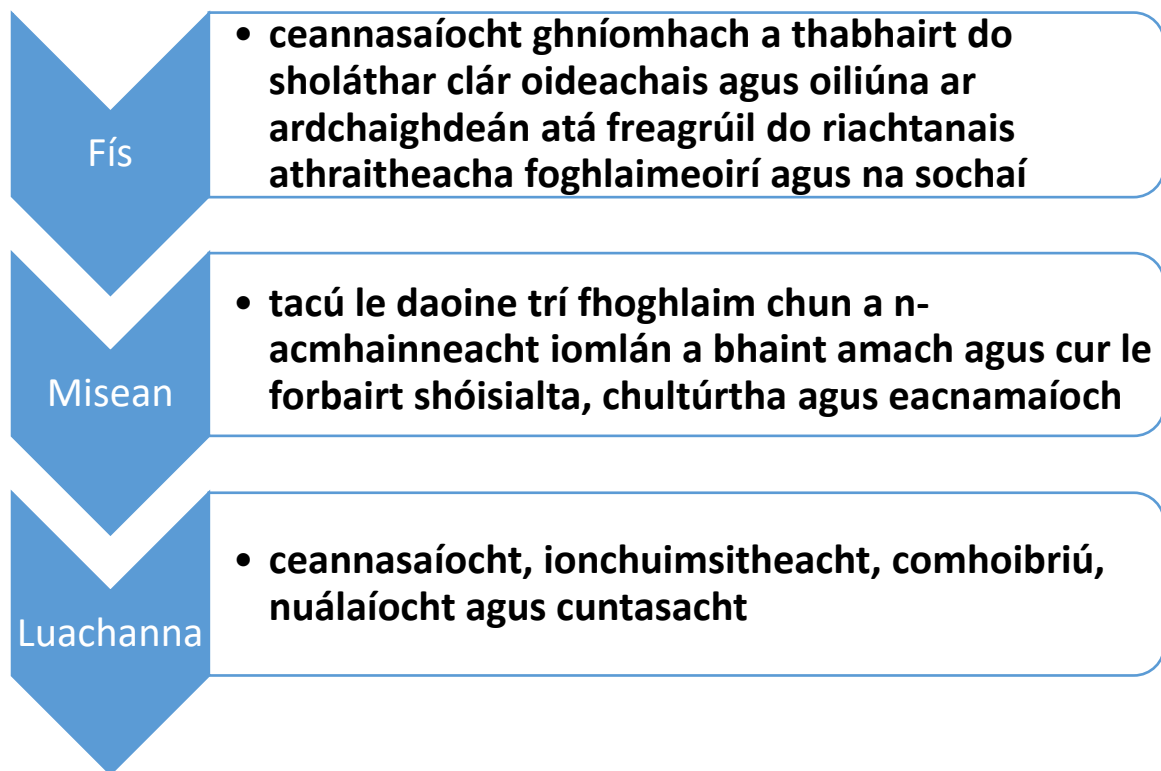 Fís
• ceannasaíocht ghníomhach a thabhairt do
sholáthar clár oideachais agus oiliúna ar
ardchaighdeán atá freagrúil do riachtanais
athraitheacha foghlaimeoirí agus na sochaí
Misean
• tacú le daoine trí fhoghlaim chun a n-
acmhainneacht iomlán a bhaint amach agus cur le
forbairt shóisialta, chultúrtha agus eacnamaíoch
Luachanna
• ceannasaíocht, ionchuimsitheacht, comhoibriú,
nuálaíocht agus cuntasacht